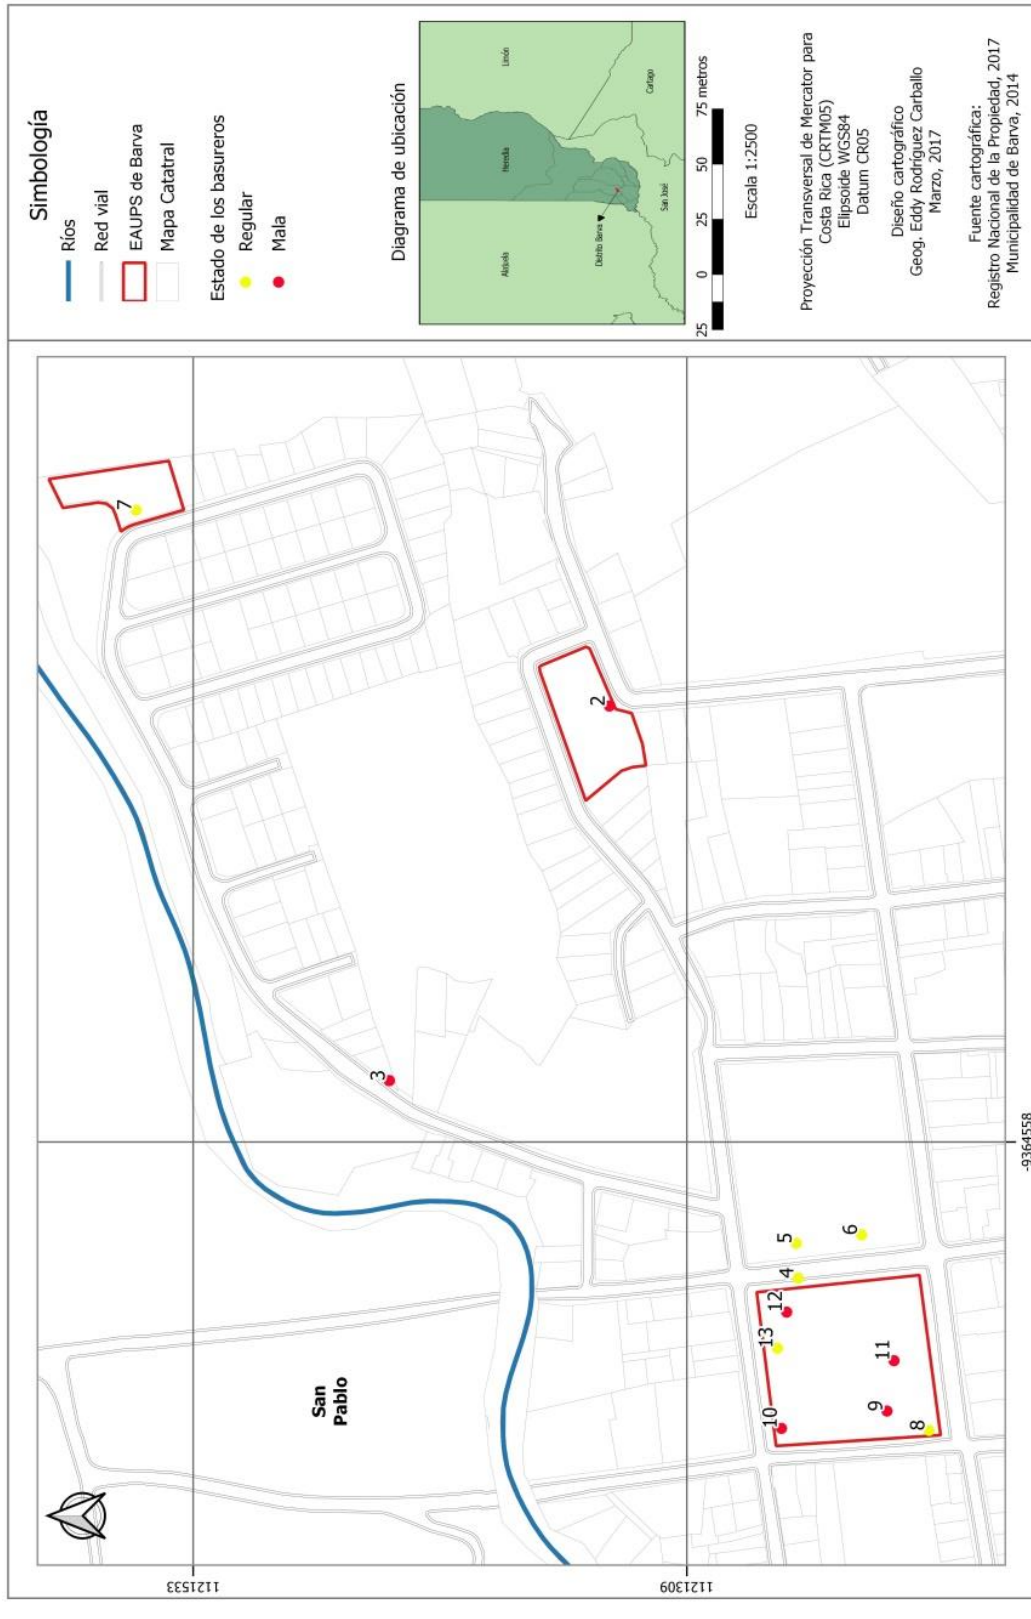 Simbología
Ríos
Red vial
EAUPS de Barva
Mapa Catatral
Estado de los basureros
Regular
Mala
Diagrama de ubicación
Limón
Heredia
Alajuela
Cartago
Distrito Barva
San José
25 0 25 50 75 metros
Escala 1:2500
Proyección Transversal de Mercator para
Costa Rica (CRTM05)
Elipsoide WGS84
Datum CR05
Diseño cartográfico
Geog. Eddy Rodríguez Carballo
Marzo, 2017
Fuente cartográfica:
Registro Nacional de la Propiedad, 2017
Municipalidad de Barva, 2014
1121533
1121309
-9364558
San
Pablo
7
2
3
5
6
4
12
13
11
10
9
8